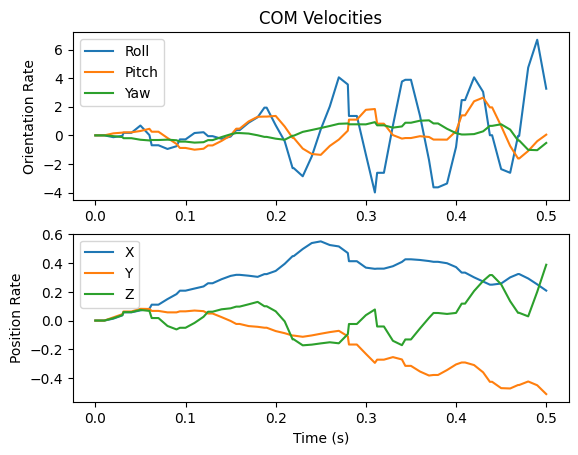 COM Velocities
Orientation Rate
6
4
2
0
−2
−4
Roll
Pitch
Yaw
0.0 0.1 0.2 0.3 0.4 0.5
Position Rate
0.6
0.4
0.2
0.0
−0.2
−0.4
X
Y
Z
0.0 0.1 0.2 0.3 0.4 0.5
Time (s)